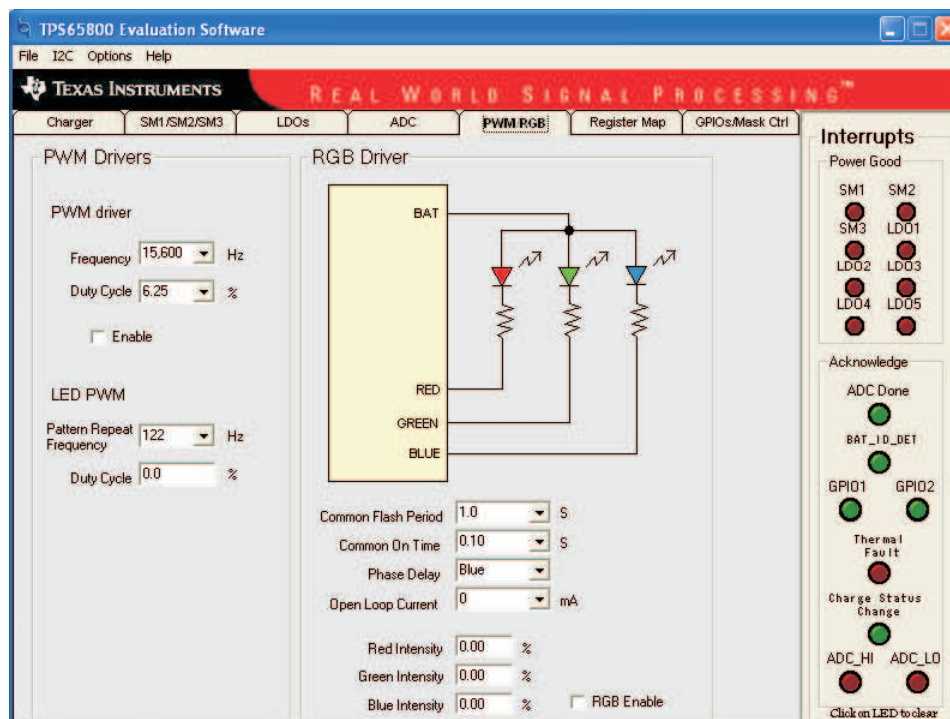 TPS65800 Evaluation Software
File I2C Options Help
TEXAS INSTRUMENTS
REAL WORLD SIGNAL PROCESSING™
Charger SM1/SM2/SM3 LDOs ADC PWM RGB Register Map GPIOs/Mask Ctrl
PWM Drivers
PWM driver
Frequency 15,600 Hz
Duty Cycle 6.25 %
Enable
LED PWM
Pattern Repeat
Frequency 122 Hz
Duty Cycle 0.0 %
RGB Driver
BAT
RED
GREEN
BLUE
Common Flash Period 1.0 S
Common On Time 0.10 S
Phase Delay Blue
Open Loop Current 0 mA
Red Intensity 0.00 %
Green Intensity 0.00 %
Blue Intensity 0.00 %
RGB Enable
Interrupts
Power Good
SM1 SM2
SM3 LDO1
LDO2 LDO3
LDO4 LDO5
Acknowledge
ADC Done
BAT_ID_DET
GPIO1 GPIO2
Thermal
Fault
Charge Status
Change
ADC_HI ADC_LO
Click on LED to clear